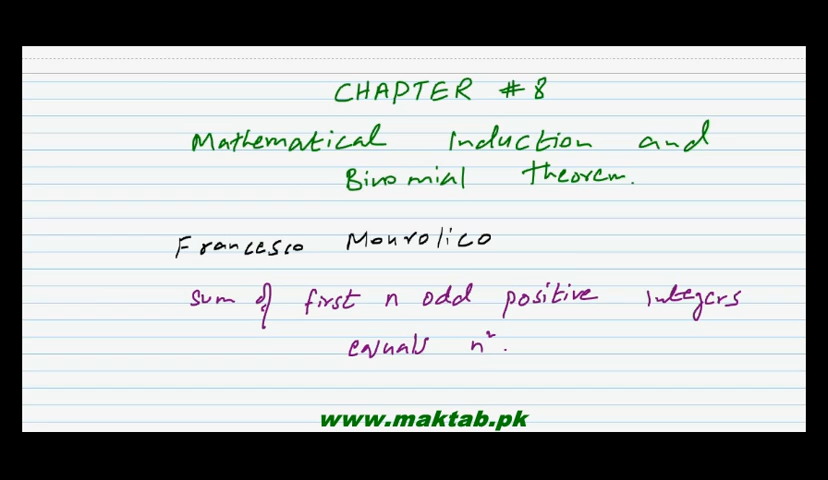 CHAPTER # 8
Mathematical Induction and
Binomial theorem.
Francesco Mourolico
sum of first n odd positive integers
equals n².
www.maktab.pk